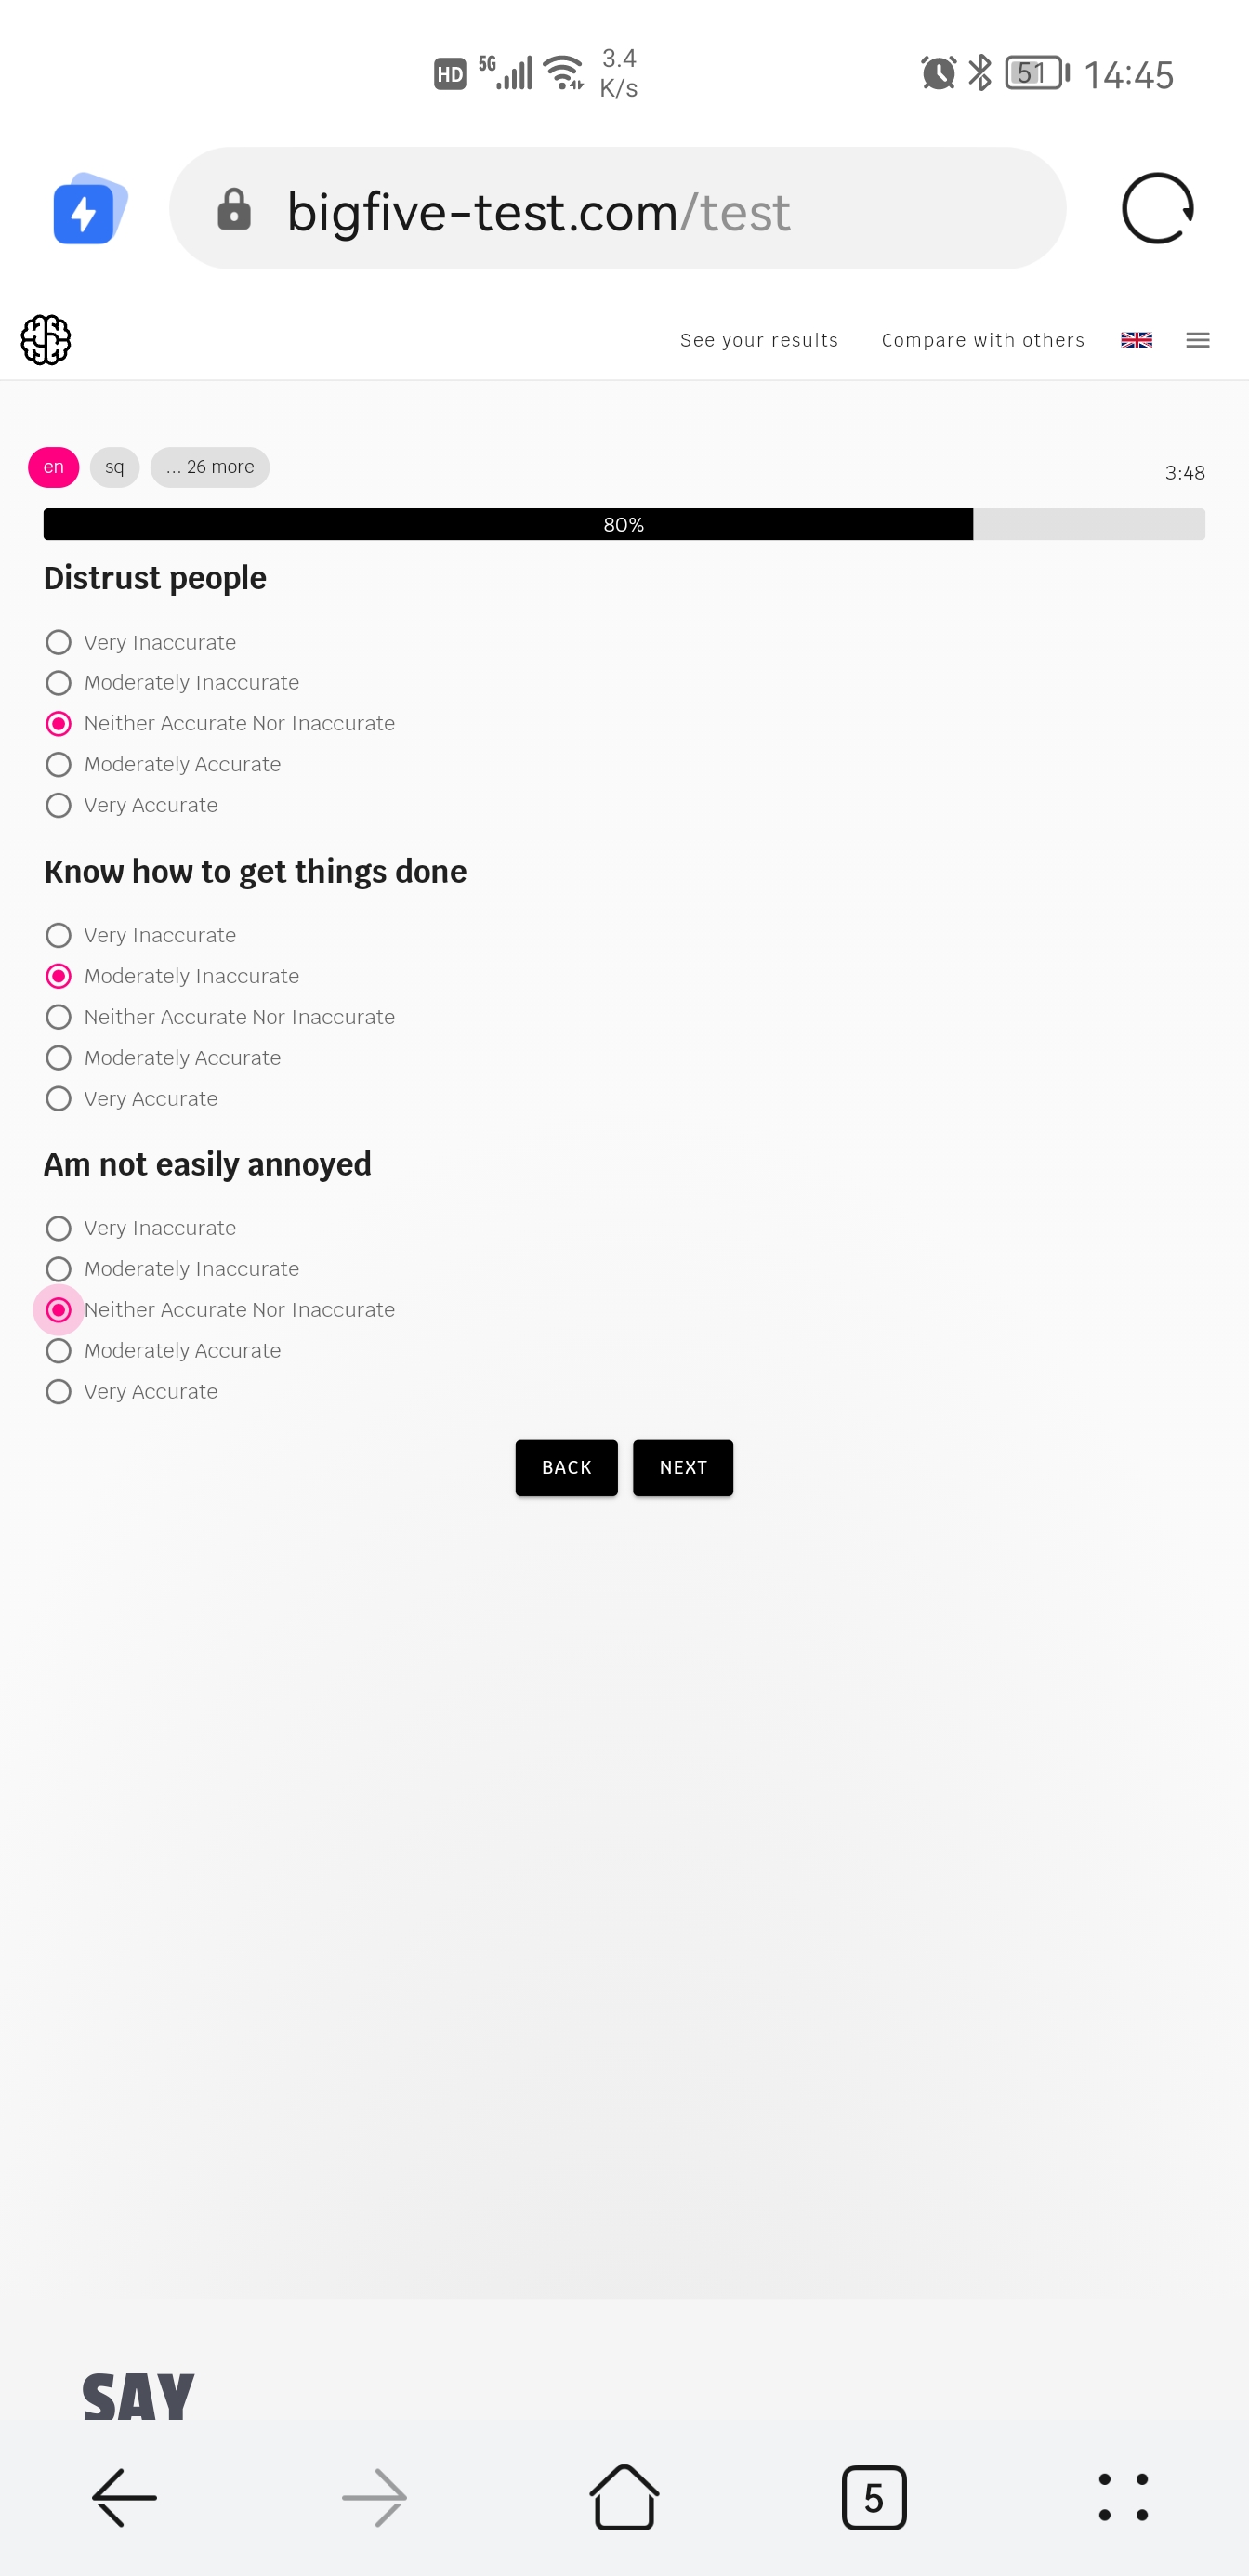 HD 5G 3.4 K/s 51 14:45
bigfive-test.com/test
See your results Compare with others
en sq ... 26 more 3:48
80%
Distrust people
Very Inaccurate
Moderately Inaccurate
Neither Accurate Nor Inaccurate
Moderately Accurate
Very Accurate
Know how to get things done
Very Inaccurate
Moderately Inaccurate
Neither Accurate Nor Inaccurate
Moderately Accurate
Very Accurate
Am not easily annoyed
Very Inaccurate
Moderately Inaccurate
Neither Accurate Nor Inaccurate
Moderately Accurate
Very Accurate
BACK NEXT
SAY
5